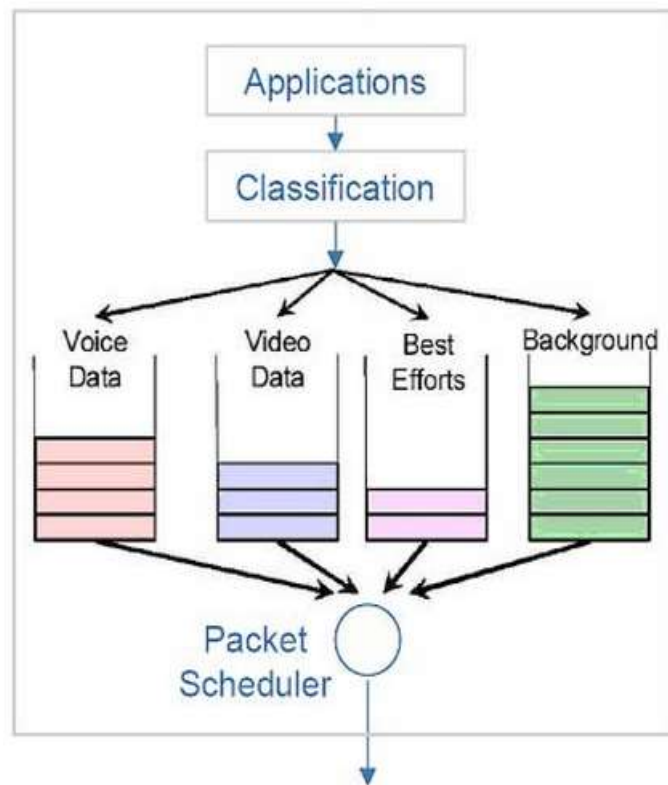 Applications
Classification
Voice
Data
Video
Data
Best
Efforts
Background
Packet
Scheduler